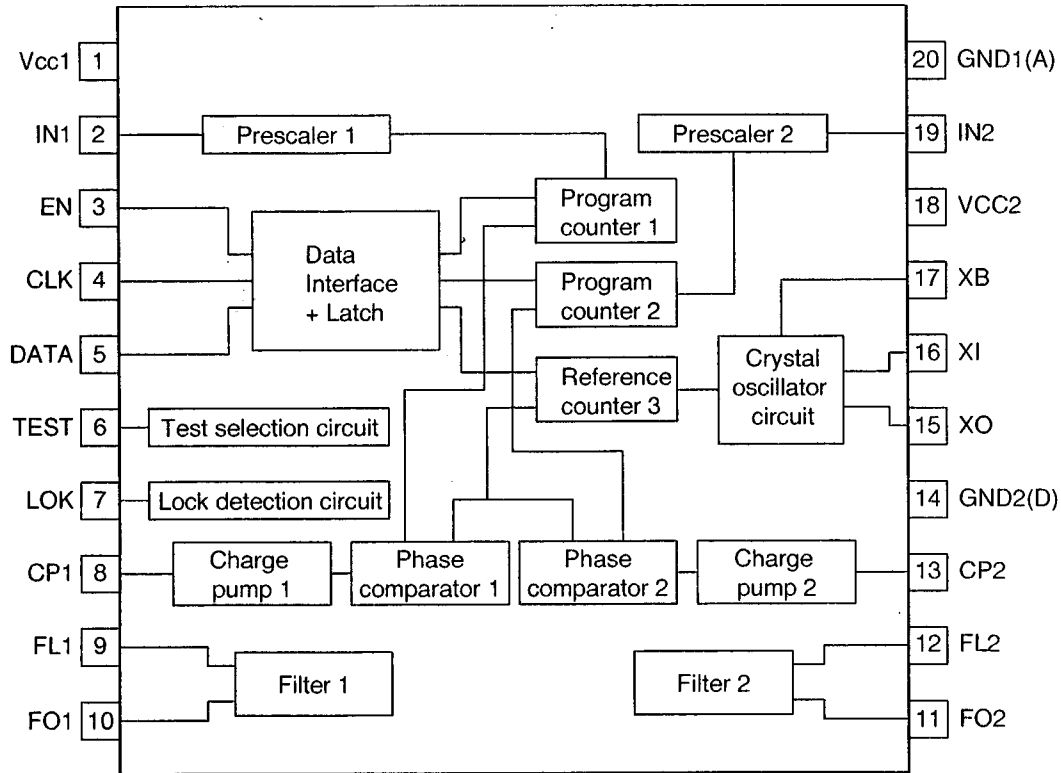 Vcc1 1
20 GND1(A)
IN1 2
Prescaler 1
Prescaler 2
19 IN2
EN 3
Program
counter 1
18 VCC2
Data
Interface
+ Latch
CLK 4
Program
counter 2
17 XB
DATA 5
Reference
counter 3
Crystal
oscillator
circuit
16 XI
TEST 6
Test selection circuit
15 XO
LOK 7
Lock detection circuit
14 GND2(D)
CP1 8
Charge
pump 1
Phase
comparator 1
Phase
comparator 2
Charge
pump 2
13 CP2
FL1 9
Filter 1
Filter 2
12 FL2
FO1 10
11 FO2